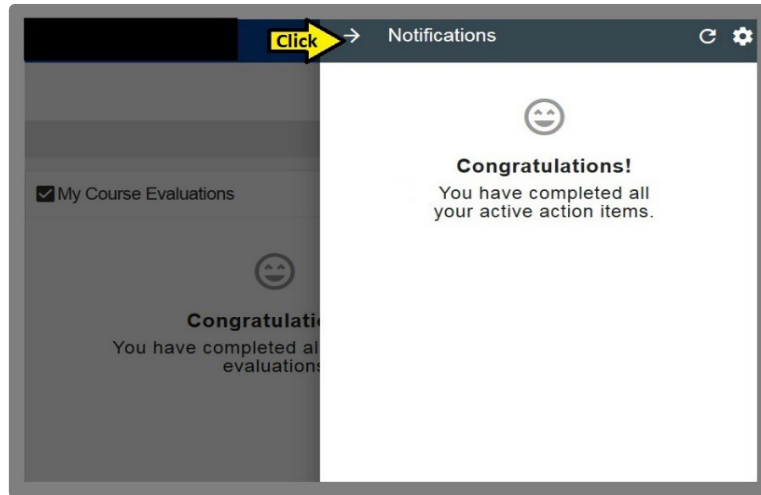 Click
Notifications
Congratulations!
You have completed all
your active action items.
My Course Evaluations
Congratulati
You have completed al
evaluations